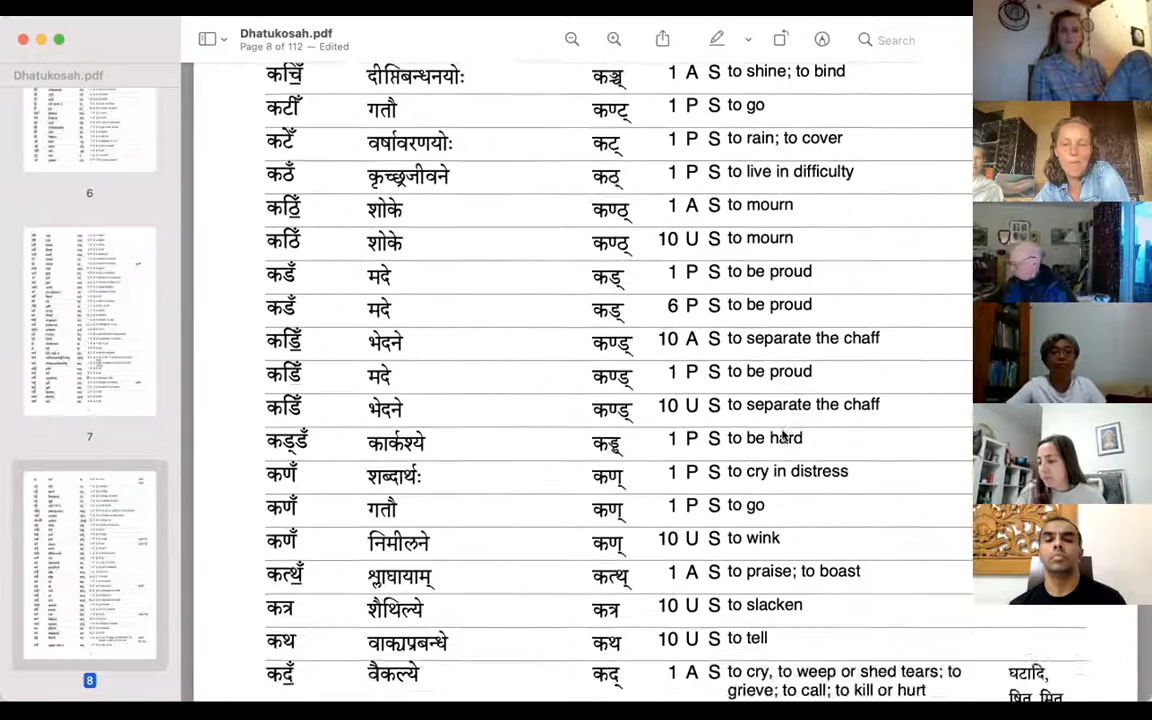 Dhatukosah.pdf
Page 8 of 112 — Edited
Search
Dhatukosah.pdf
6
7
8
कचिँ॒ दीप्तिबन्धनयोः कञ्च् 1 A S to shine; to bind
कटीँ गतौ कण्ट् 1 P S to go
कटेँ वर्षावरणयोः कट् 1 P S to rain; to cover
कठँ कृच्छ्रजीवने कठ् 1 P S to live in difficulty
कठिँ॒ शोके कण्ठ् 1 A S to mourn
कठिँ शोके कण्ठ् 10 U S to mourn
कडँ मदे कड् 1 P S to be proud
कडँ मदे कड् 6 P S to be proud
कडिँ॒ भेदने कण्ड् 10 A S to separate the chaff
कडिँ मदे कण्ड् 1 P S to be proud
कडिँ भेदने कण्ड् 10 U S to separate the chaff
कड्डँ कार्कश्ये कड्ड् 1 P S to be hard
कणँ शब्दार्थः कण् 1 P S to cry in distress
कणँ गतौ कण् 1 P S to go
कणँ निमीलने कण् 10 U S to wink
कत्थँ॒ श्लाघायाम् कत्थ् 1 A S to praise; to boast
कत्र शैथिल्ये कत्र 10 U S to slacken
कथ वाक्यप्रबन्धे कथ 10 U S to tell
कदँ॒ वैकल्ये कद् 1 A S to cry, to weep or shed tears; to घटादि,
grieve; to call; to kill or hurt षित्, मित्